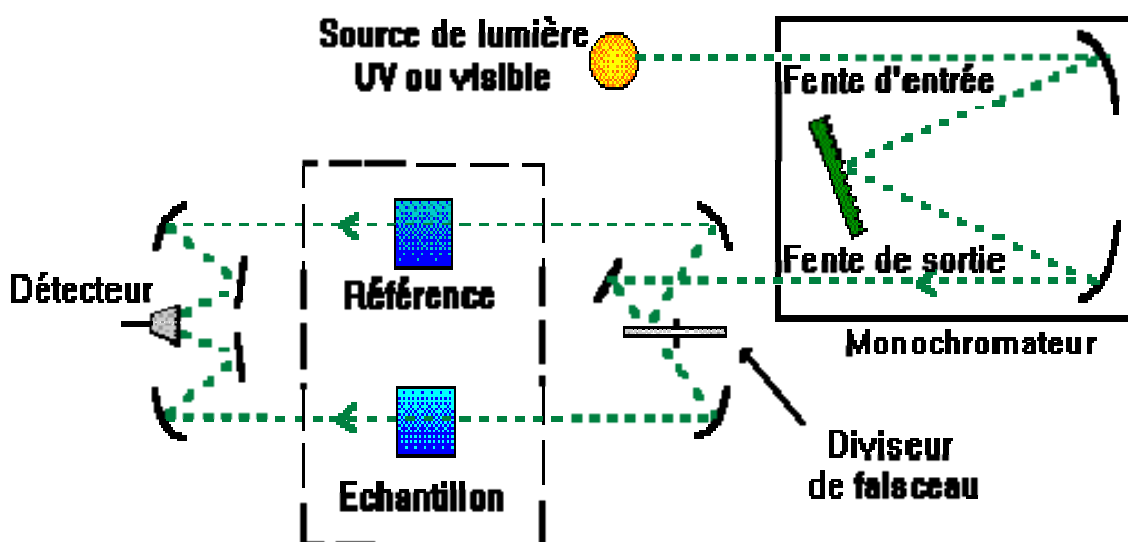 Source de lumière
UV ou visible
Fente d'entrée
Fente de sortie
Monochromateur
Détecteur
Référence
Echantillon
Diviseur
de faisceau